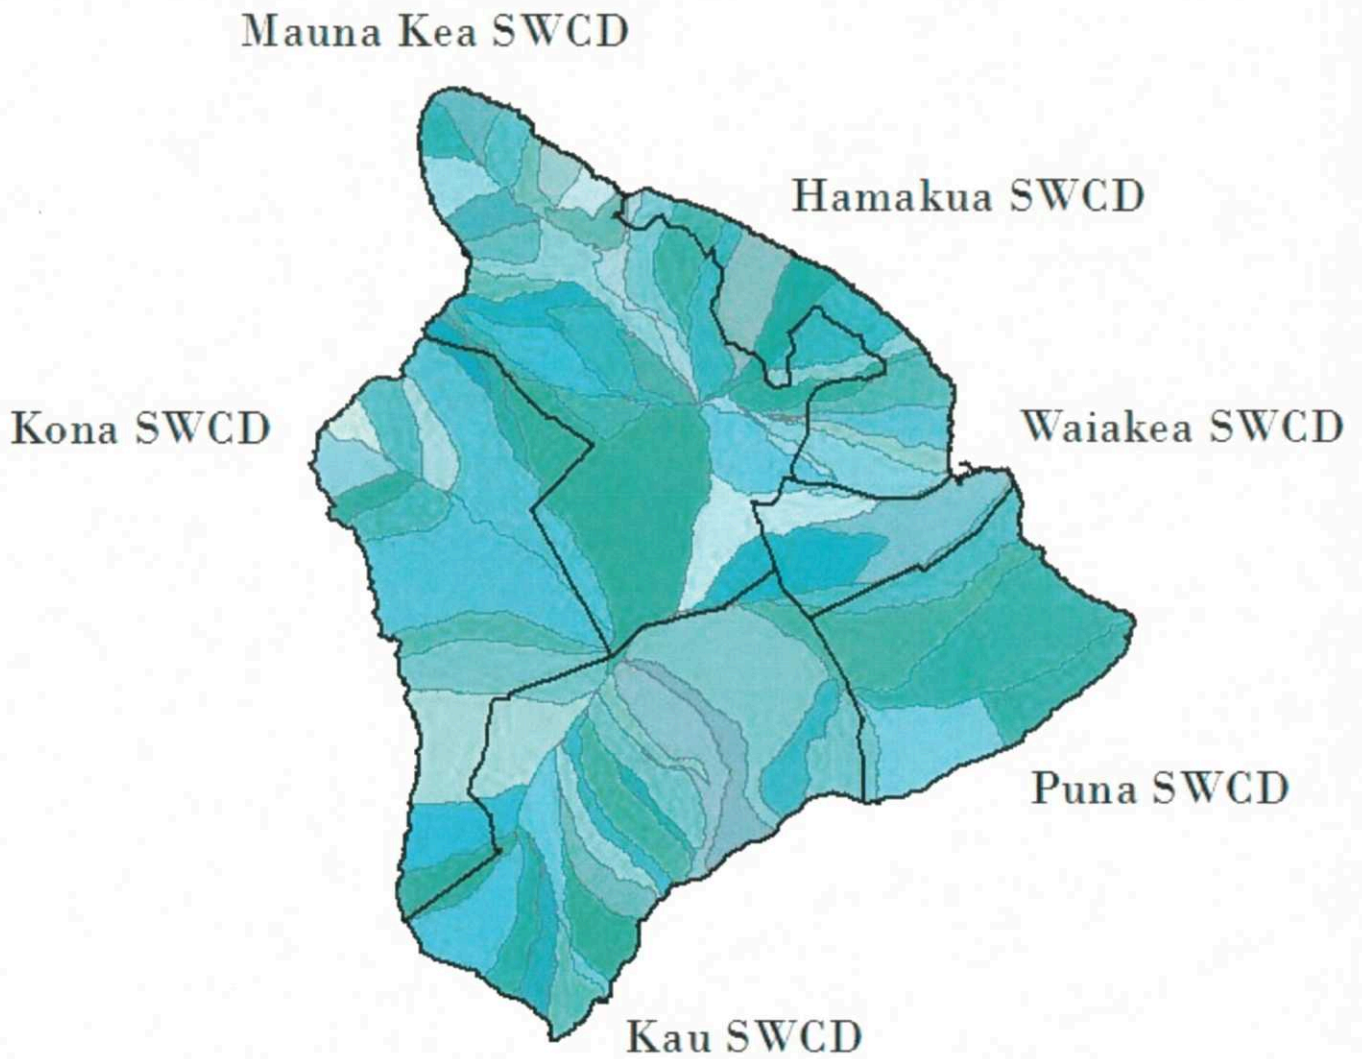 Mauna Kea SWCD
Hamakua SWCD
Kona SWCD
Waiakea SWCD
Puna SWCD
Kau SWCD